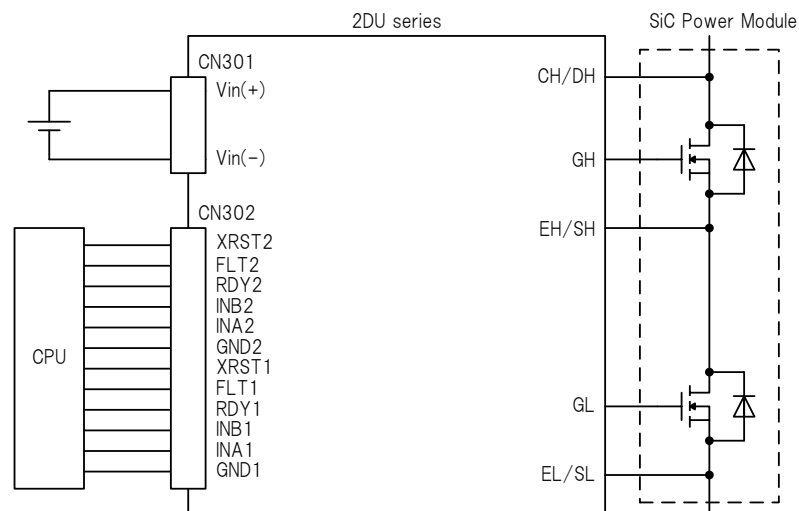 2DU series
SiC Power Module
CN301
Vin(+)
Vin(-)
CH/DH
GH
EH/SH
CN302
XRST2
FLT2
RDY2
INB2
INA2
GND2
XRST1
FLT1
RDY1
INB1
INA1
GND1
CPU
GL
EL/SL